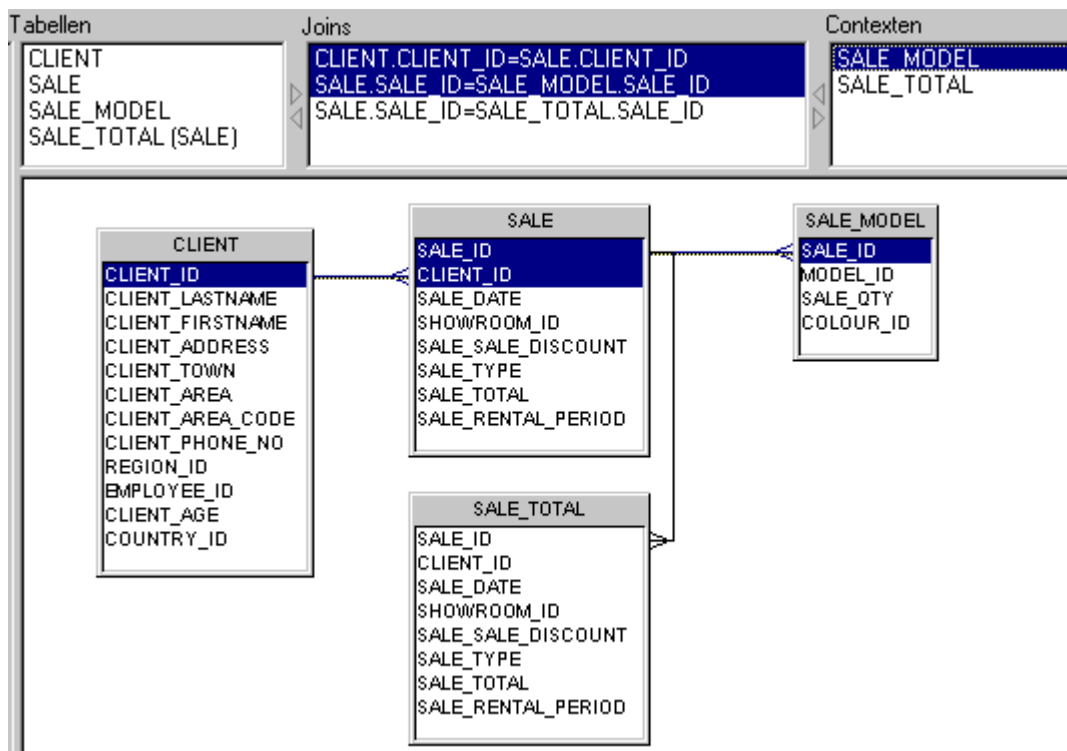 Tabellen
CLIENT
SALE
SALE_MODEL
SALE_TOTAL (SALE)
Joins
CLIENT.CLIENT_ID=SALE.CLIENT_ID
SALE.SALE_ID=SALE_MODEL.SALE_ID
SALE.SALE_ID=SALE_TOTAL.SALE_ID
Contexten
SALE_MODEL
SALE_TOTAL
CLIENT
CLIENT_ID
CLIENT_LASTNAME
CLIENT_FIRSTNAME
CLIENT_ADDRESS
CLIENT_TOWN
CLIENT_AREA
CLIENT_AREA_CODE
CLIENT_PHONE_NO
REGION_ID
EMPLOYEE_ID
CLIENT_AGE
COUNTRY_ID
SALE
SALE_ID
CLIENT_ID
SALE_DATE
SHOWROOM_ID
SALE_SALE_DISCOUNT
SALE_TYPE
SALE_TOTAL
SALE_RENTAL_PERIOD
SALE_MODEL
SALE_ID
MODEL_ID
SALE_QTY
COLOUR_ID
SALE_TOTAL
SALE_ID
CLIENT_ID
SALE_DATE
SHOWROOM_ID
SALE_SALE_DISCOUNT
SALE_TYPE
SALE_TOTAL
SALE_RENTAL_PERIOD